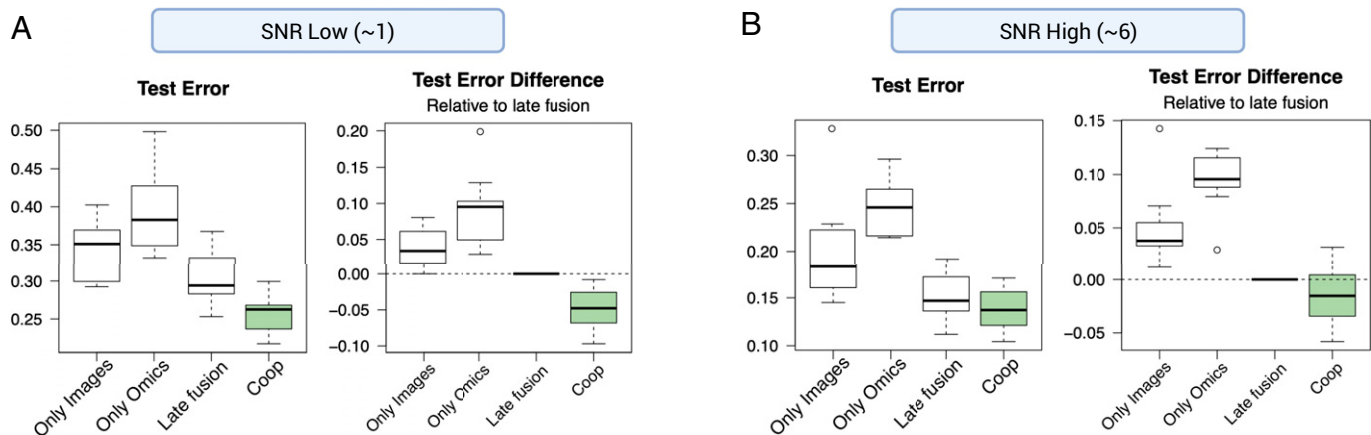 A
SNR Low (~1)
Test Error
0.50
0.45
0.40
0.35
0.30
0.25
Only Images
Only Omics
Late fusion
Coop
Test Error Difference
Relative to late fusion
0.20
0.15
0.10
0.05
0.00
−0.05
−0.10
Only Images
Only Omics
Late fusion
Coop
B
SNR High (~6)
Test Error
0.30
0.25
0.20
0.15
0.10
Only Images
Only Omics
Late fusion
Coop
Test Error Difference
Relative to late fusion
0.15
0.10
0.05
0.00
−0.05
Only Images
Only Omics
Late fusion
Coop